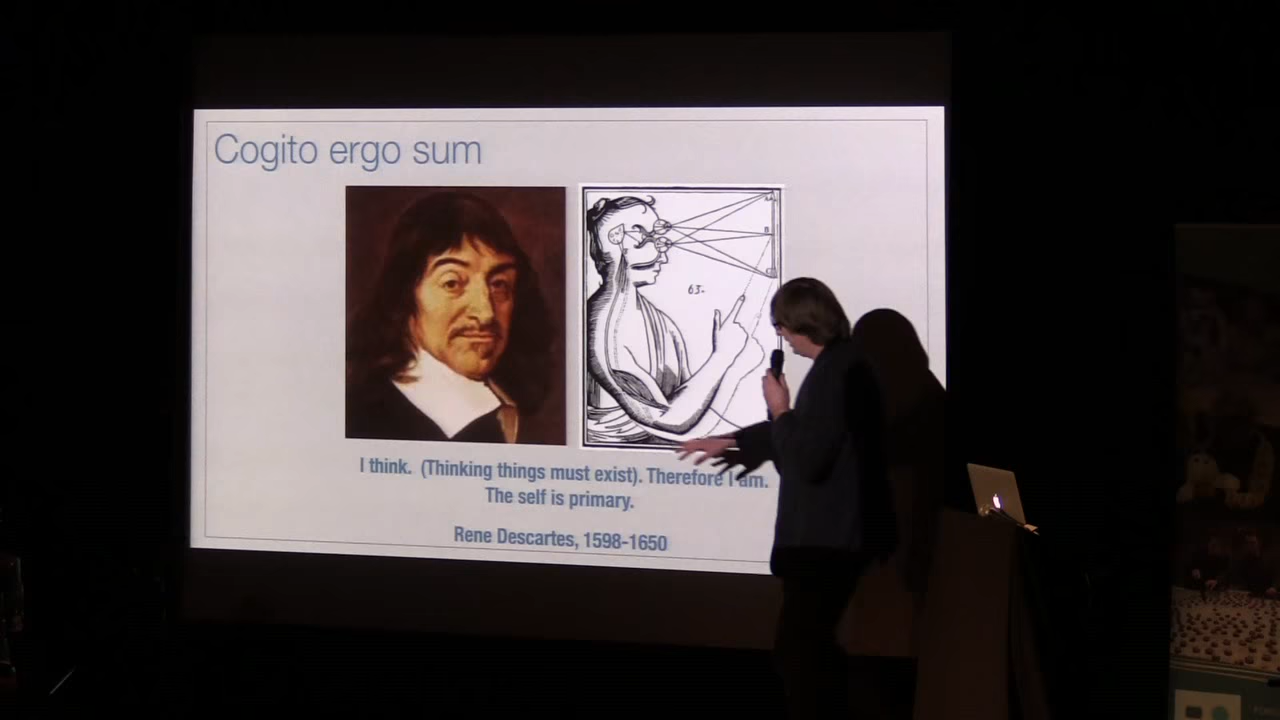 Cogito ergo sum
A
B
C
63.
I think. (Thinking things must exist). Therefore I am.
The self is primary.
Rene Descartes, 1598-1650